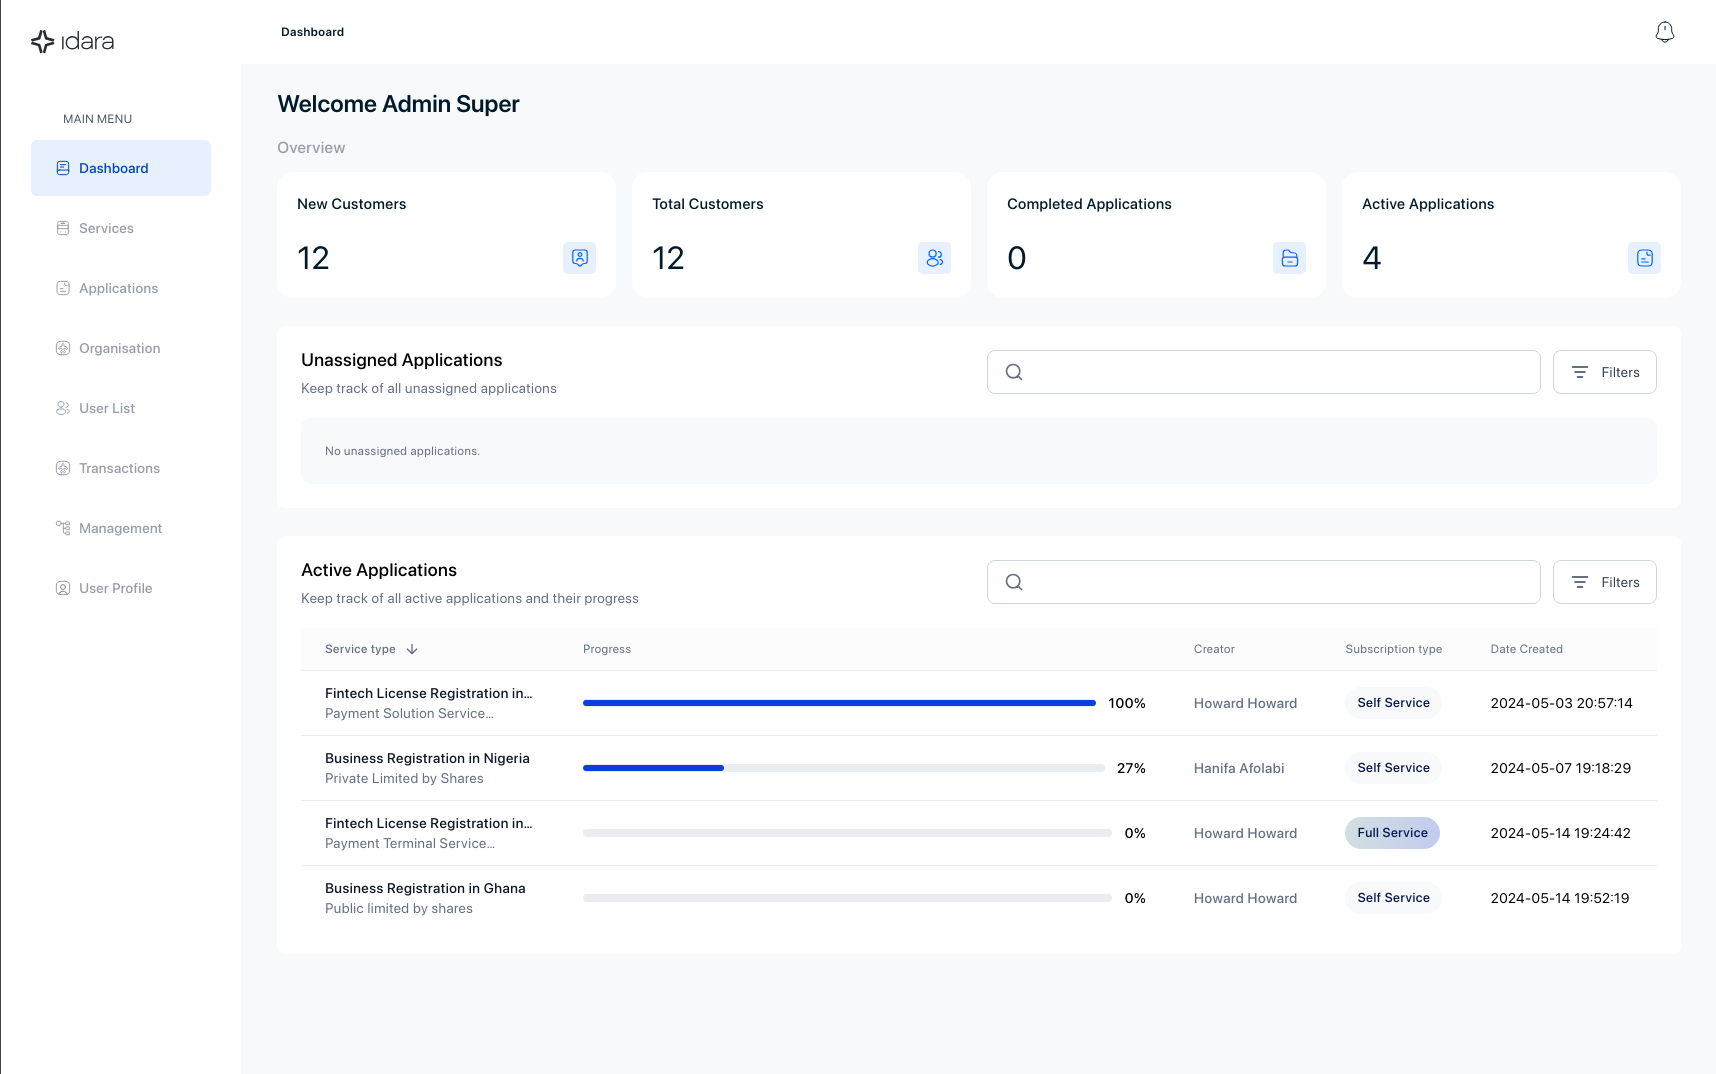 idara
Dashboard
MAIN MENU
Dashboard
Services
Applications
Organisation
User List
Transactions
Management
User Profile
Welcome Admin Super
Overview
New Customers
12
Total Customers
12
Completed Applications
0
Active Applications
4
Unassigned Applications
Keep track of all unassigned applications
Filters
No unassigned applications.
Active Applications
Keep track of all active applications and their progress
Filters
Service type Progress Creator Subscription type Date Created
Fintech License Registration in...
Payment Solution Service...
100% Howard Howard Self Service 2024-05-03 20:57:14
Business Registration in Nigeria
Private Limited by Shares
27% Hanifa Afolabi Self Service 2024-05-07 19:18:29
Fintech License Registration in...
Payment Terminal Service...
0% Howard Howard Full Service 2024-05-14 19:24:42
Business Registration in Ghana
Public limited by shares
0% Howard Howard Self Service 2024-05-14 19:52:19